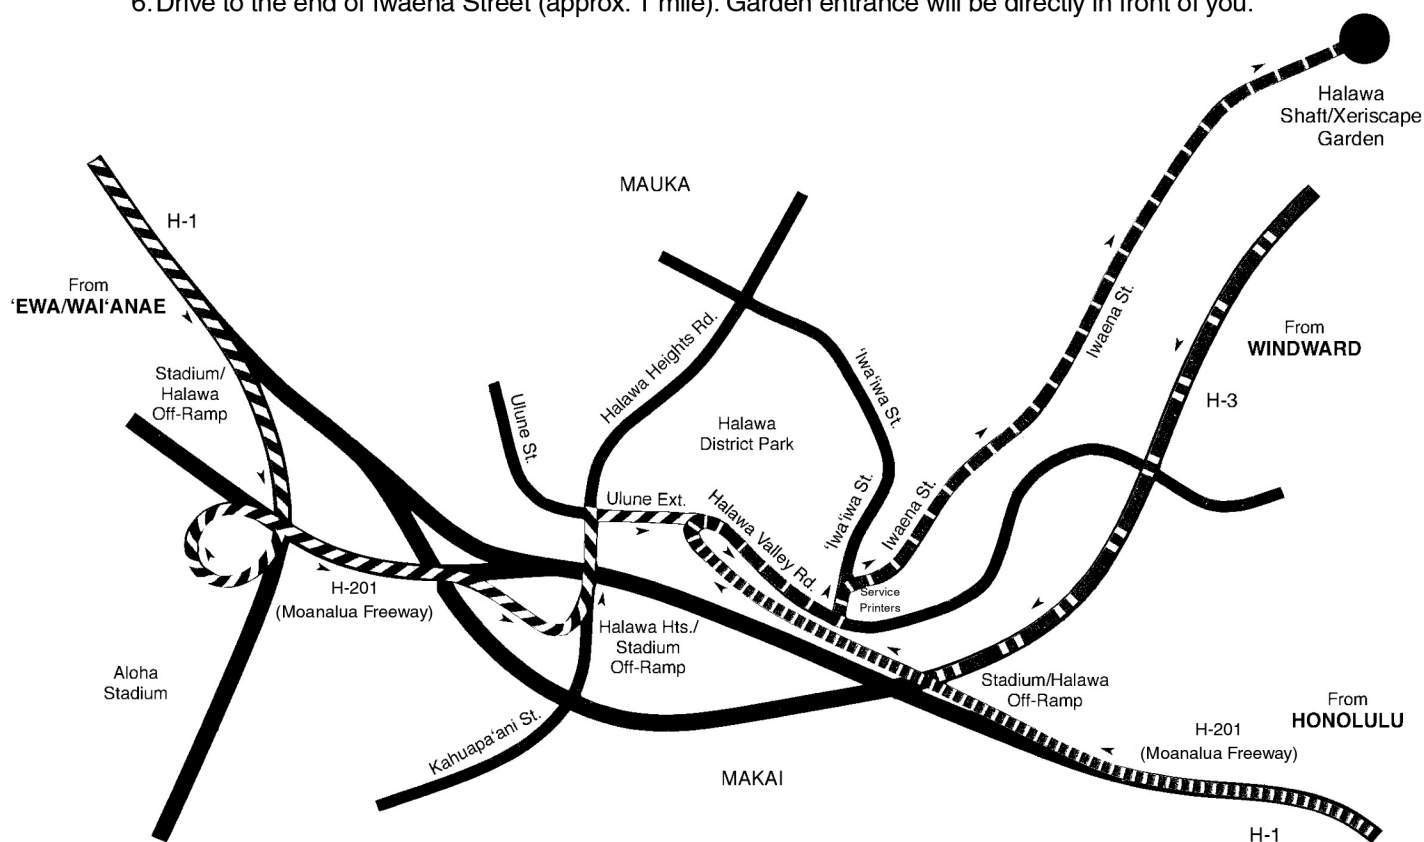 6. Drive to the end of Iwaena Street (approx. 1 mile). Garden entrance will be directly in front of you.
Halawa
Shaft/Xeriscape
Garden
MAUKA
H-1
From
‘EWA/WAI‘ANAE
Iwaena St.
From
WINDWARD
Halawa Heights Rd.
Stadium/
Halawa
Off-Ramp
‘Iwa‘iwa St.
H-3
Ulune St.
Halawa
District Park
Ulune Ext.
Halawa Valley Rd.
‘Iwa‘iwa St.
Iwaena St.
H-201
(Moanalua Freeway)
Service
Printers
Halawa Hts./
Stadium
Off-Ramp
Aloha
Stadium
Stadium/Halawa
Off-Ramp
From
HONOLULU
Kahuapa‘ani St.
H-201
(Moanalua Freeway)
MAKAI
H-1